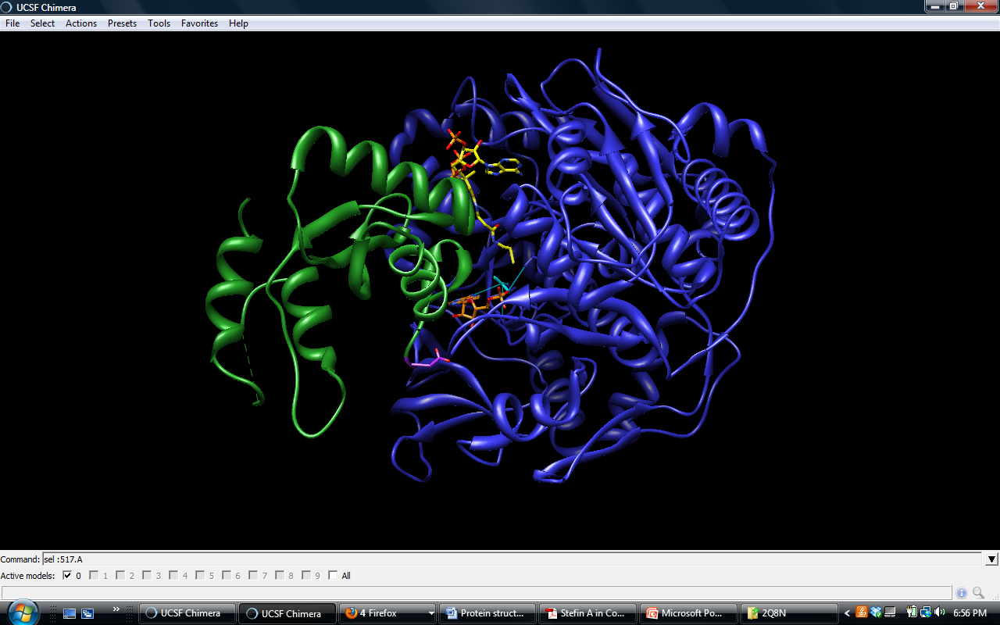 UCSF Chimera
File Select Actions Presets Tools Favorites Help
Command: sel :517.A
Active models: 0 1 2 3 4 5 6 7 8 9 All
UCSF Chimera UCSF Chimera 4 Firefox Protein struct... Stefin A in Co... Microsoft Po... 2Q8N 6:56 PM